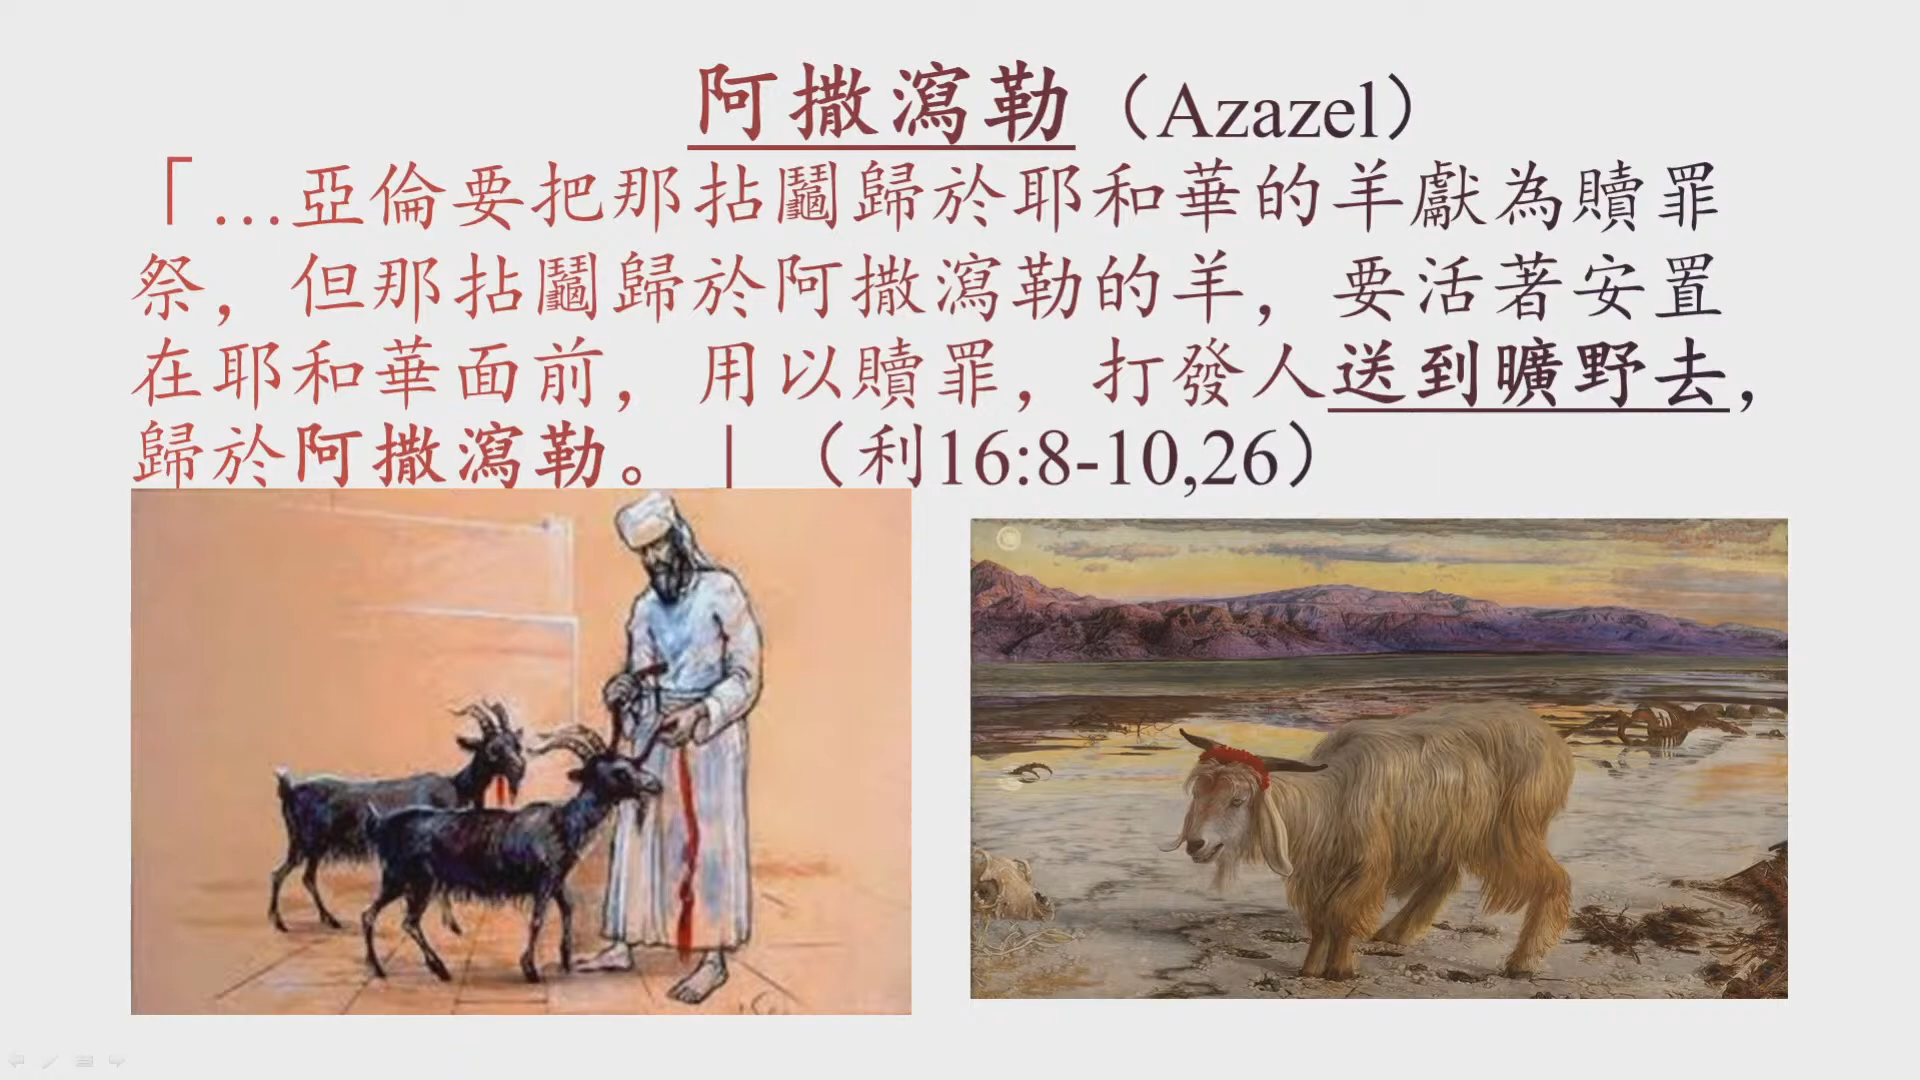 阿撒瀉勒（Azazel）
「…亞倫要把那拈鬮歸於耶和華的羊獻為贖罪
祭，但那拈鬮歸於阿撒瀉勒的羊，要活著安置
在耶和華面前，用以贖罪，打發人送到曠野去，
歸於阿撒瀉勒。」（利16:8-10,26）